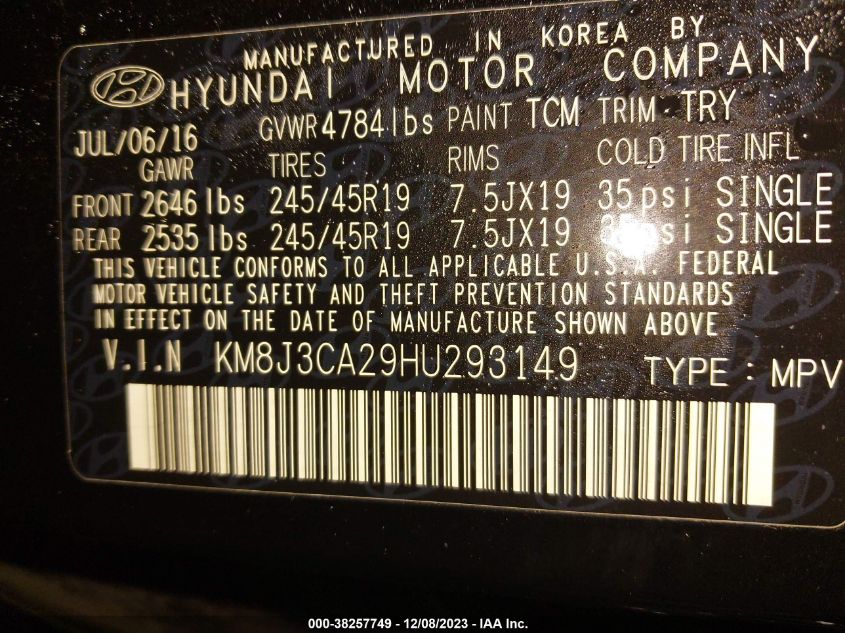 MANUFACTURED IN KOREA BY
HYUNDAI MOTOR COMPANY
JUL/06/16 GVWR 4784 lbs PAINT TCM TRIM TRY
GAWR TIRES RIMS COLD TIRE INFL
FRONT 2646 lbs 245/45R19 7.5JX19 35psi SINGLE
REAR 2535 lbs 245/45R19 7.5JX19 35psi SINGLE
THIS VEHICLE CONFORMS TO ALL APPLICABLE U.S.A. FEDERAL
MOTOR VEHICLE SAFETY AND THEFT PREVENTION STANDARDS
IN EFFECT ON THE DATE OF MANUFACTURE SHOWN ABOVE
V.I.N KM8J3CA29HU293149 TYPE : MPV
000-38257749 - 12/08/2023 - IAA Inc.